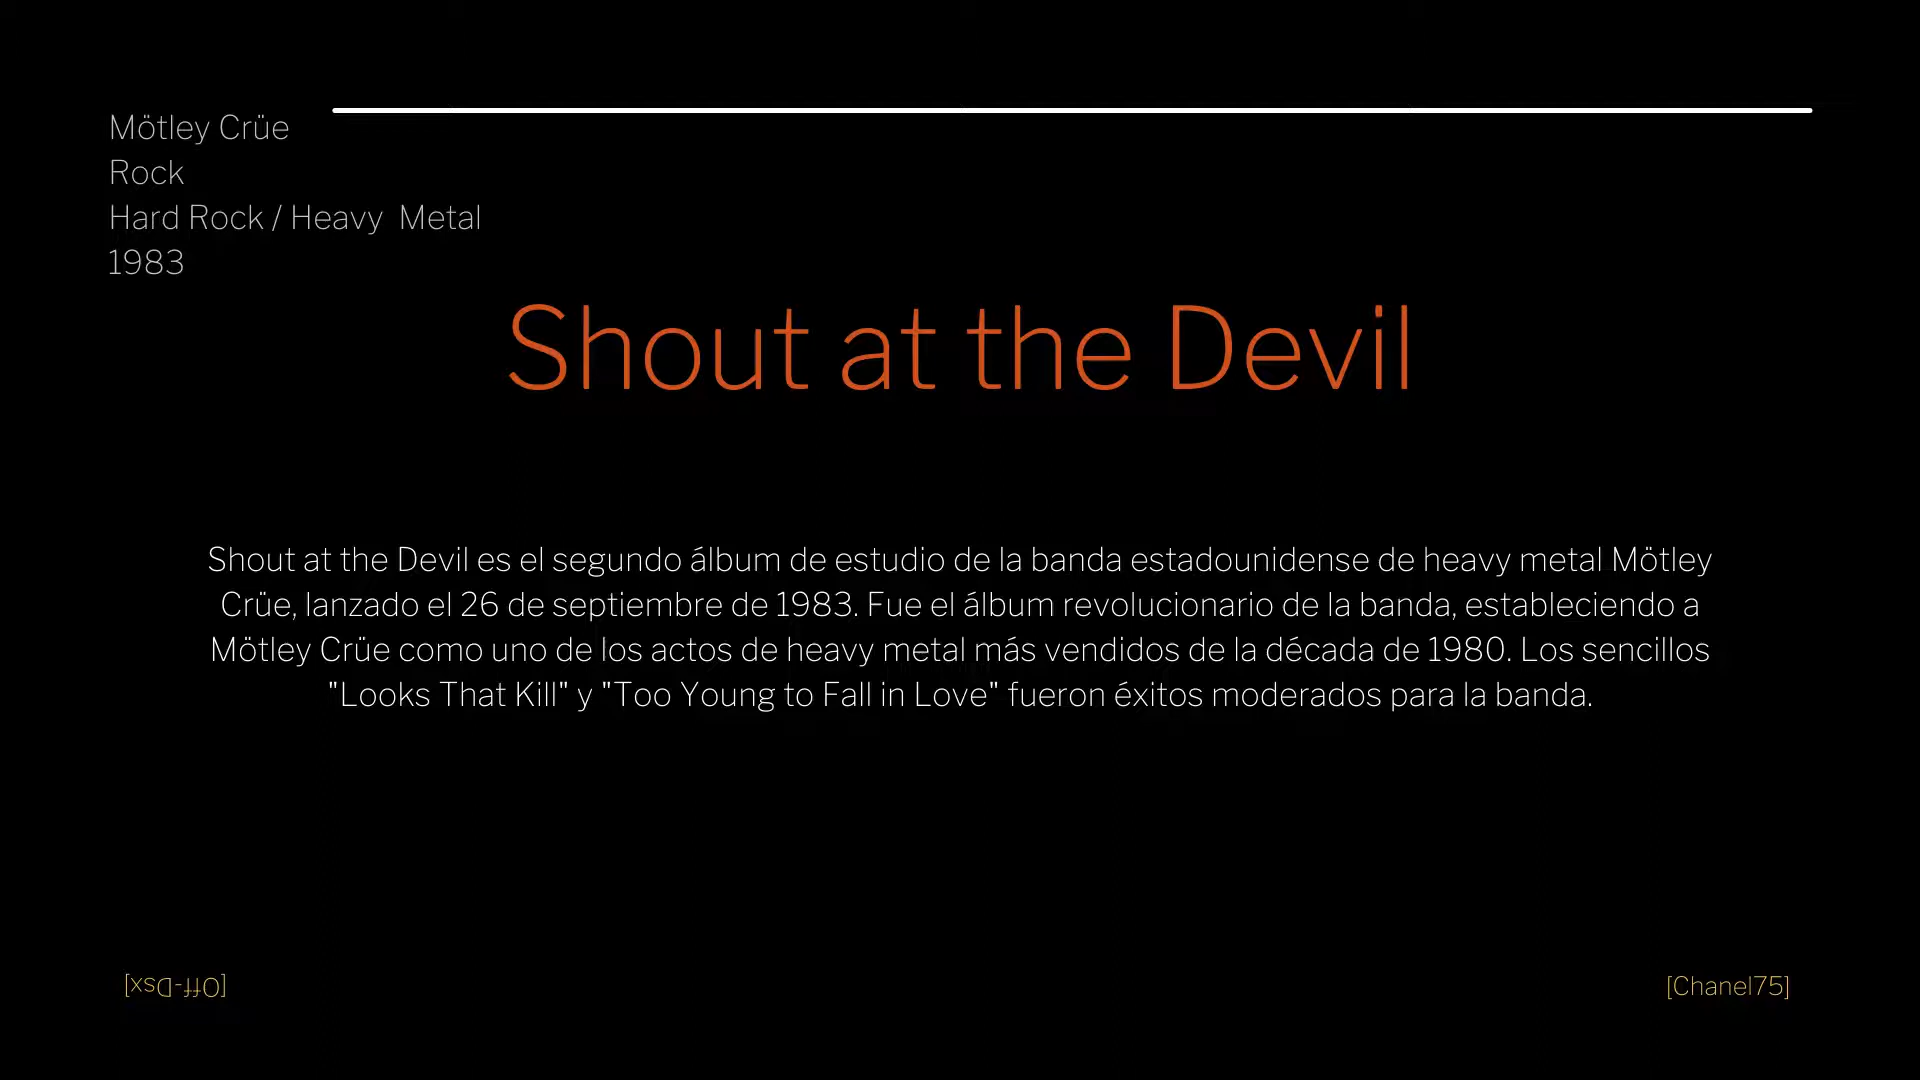 Mötley Crüe
Rock
Hard Rock / Heavy  Metal
1983
Shout at the Devil
Shout at the Devil es el segundo álbum de estudio de la banda estadounidense de heavy metal Mötley
Crüe, lanzado el 26 de septiembre de 1983. Fue el álbum revolucionario de la banda, estableciendo a
Mötley Crüe como uno de los actos de heavy metal más vendidos de la década de 1980. Los sencillos
"Looks That Kill" y "Too Young to Fall in Love" fueron éxitos moderados para la banda.
[Off-Dsx]
[Chanel75]